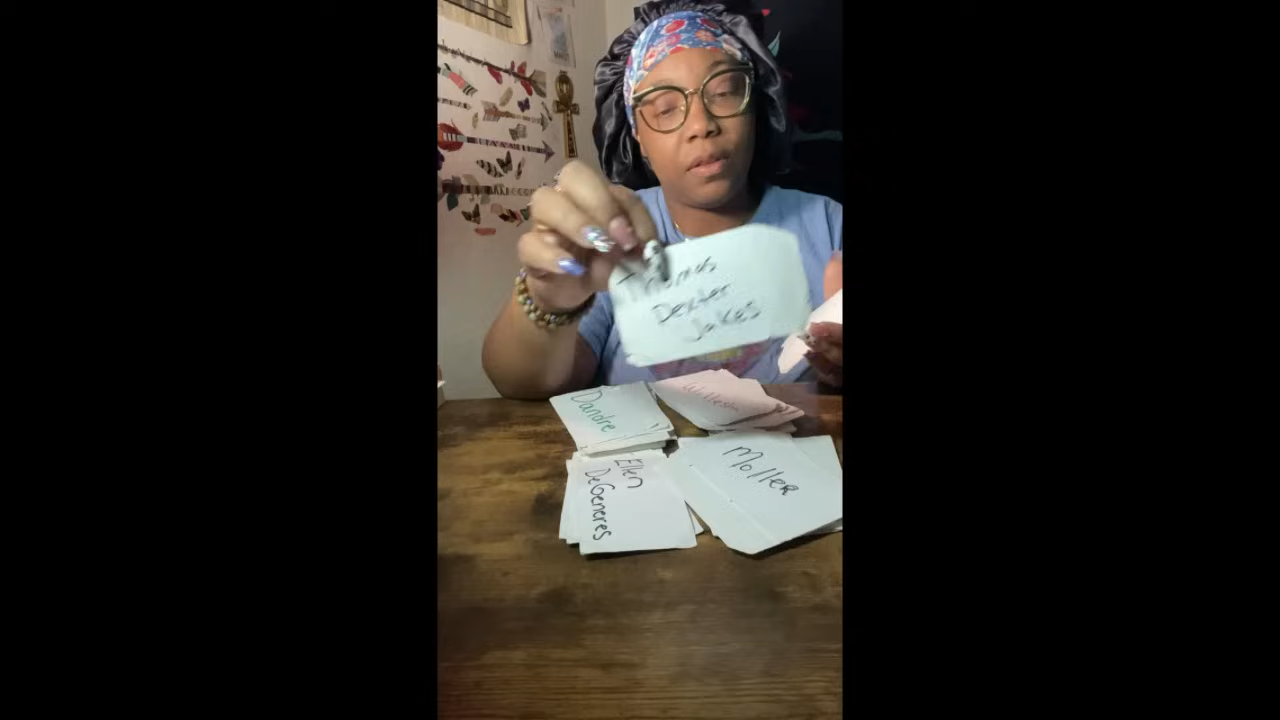 Thomas
Dexter
Jakes
Dandre
Moller
Ellen
DeGeneres